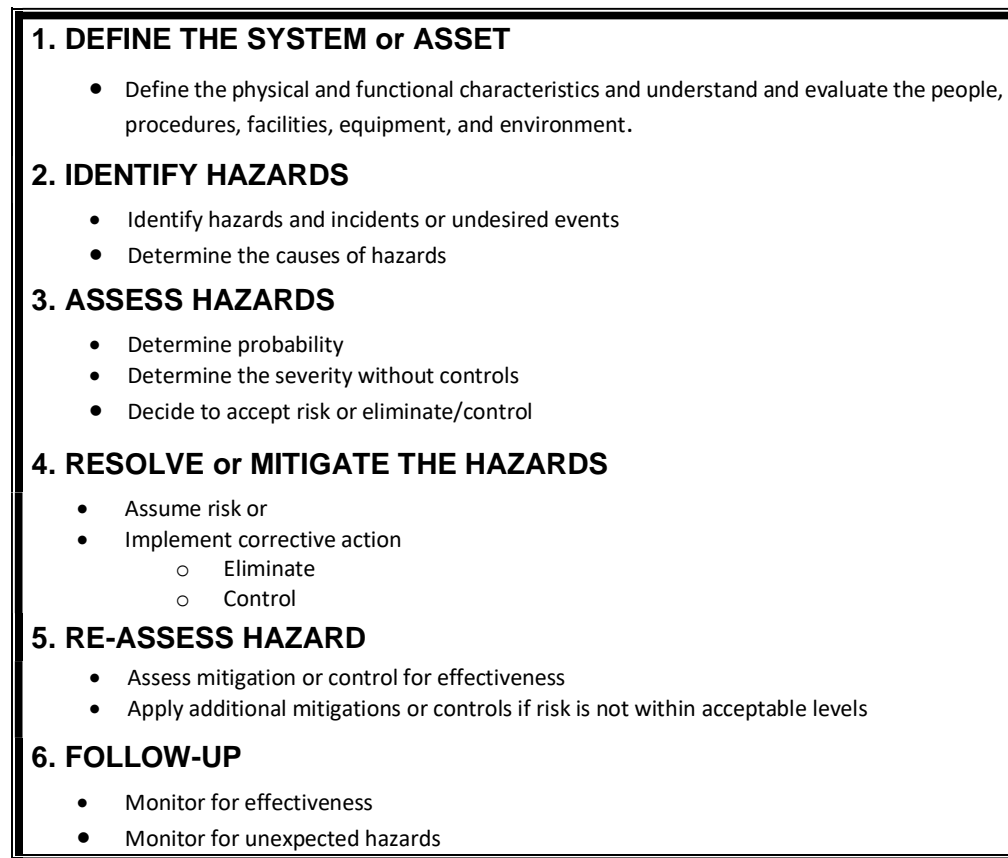 1. DEFINE THE SYSTEM or ASSET
• Define the physical and functional characteristics and understand and evaluate the people,
procedures, facilities, equipment, and environment.
2. IDENTIFY HAZARDS
• Identify hazards and incidents or undesired events
• Determine the causes of hazards
3. ASSESS HAZARDS
• Determine probability
• Determine the severity without controls
• Decide to accept risk or eliminate/control
4. RESOLVE or MITIGATE THE HAZARDS
• Assume risk or
• Implement corrective action
o Eliminate
o Control
5. RE-ASSESS HAZARD
• Assess mitigation or control for effectiveness
• Apply additional mitigations or controls if risk is not within acceptable levels
6. FOLLOW-UP
• Monitor for effectiveness
• Monitor for unexpected hazards